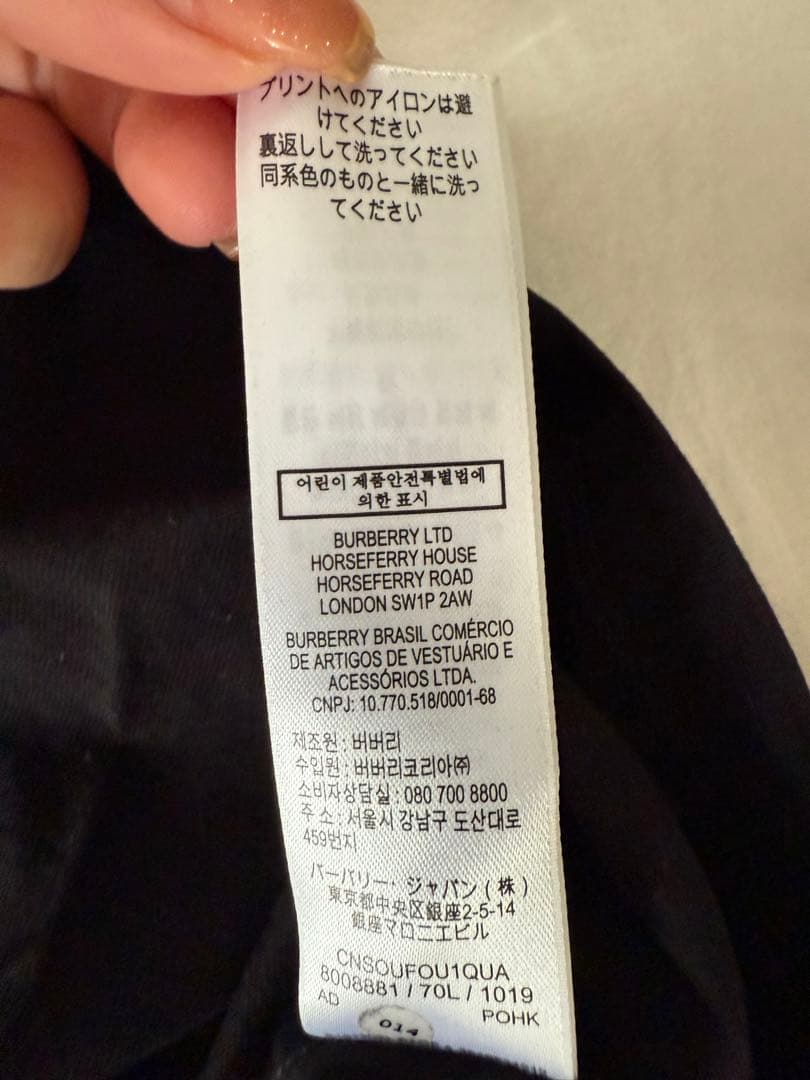 プリントへのアイロンは避
けてください
裏返しして洗ってください
同系色のものと一緒に洗っ
てください
어린이 제품안전특별법에
의한 표시
BURBERRY LTD
HORSEFERRY HOUSE
HORSEFERRY ROAD
LONDON SW1P 2AW
BURBERRY BRASIL COMÉRCIO
DE ARTIGOS DE VESTUÁRIO E
ACESSÓRIOS LTDA.
CNPJ: 10.770.518/0001-68
제조원 : 버버리
수입원 : 버버리코리아㈜
소비자상담실 : 080 700 8800
주 소 : 서울시 강남구 도산대로
459번지
バーバリー・ジャパン ( 株 )
東京都中央区銀座2-5-14
銀座マロニエビル
CNSOUFOU1QUA
8008881 / 70L / 1019
AD
POHK
014